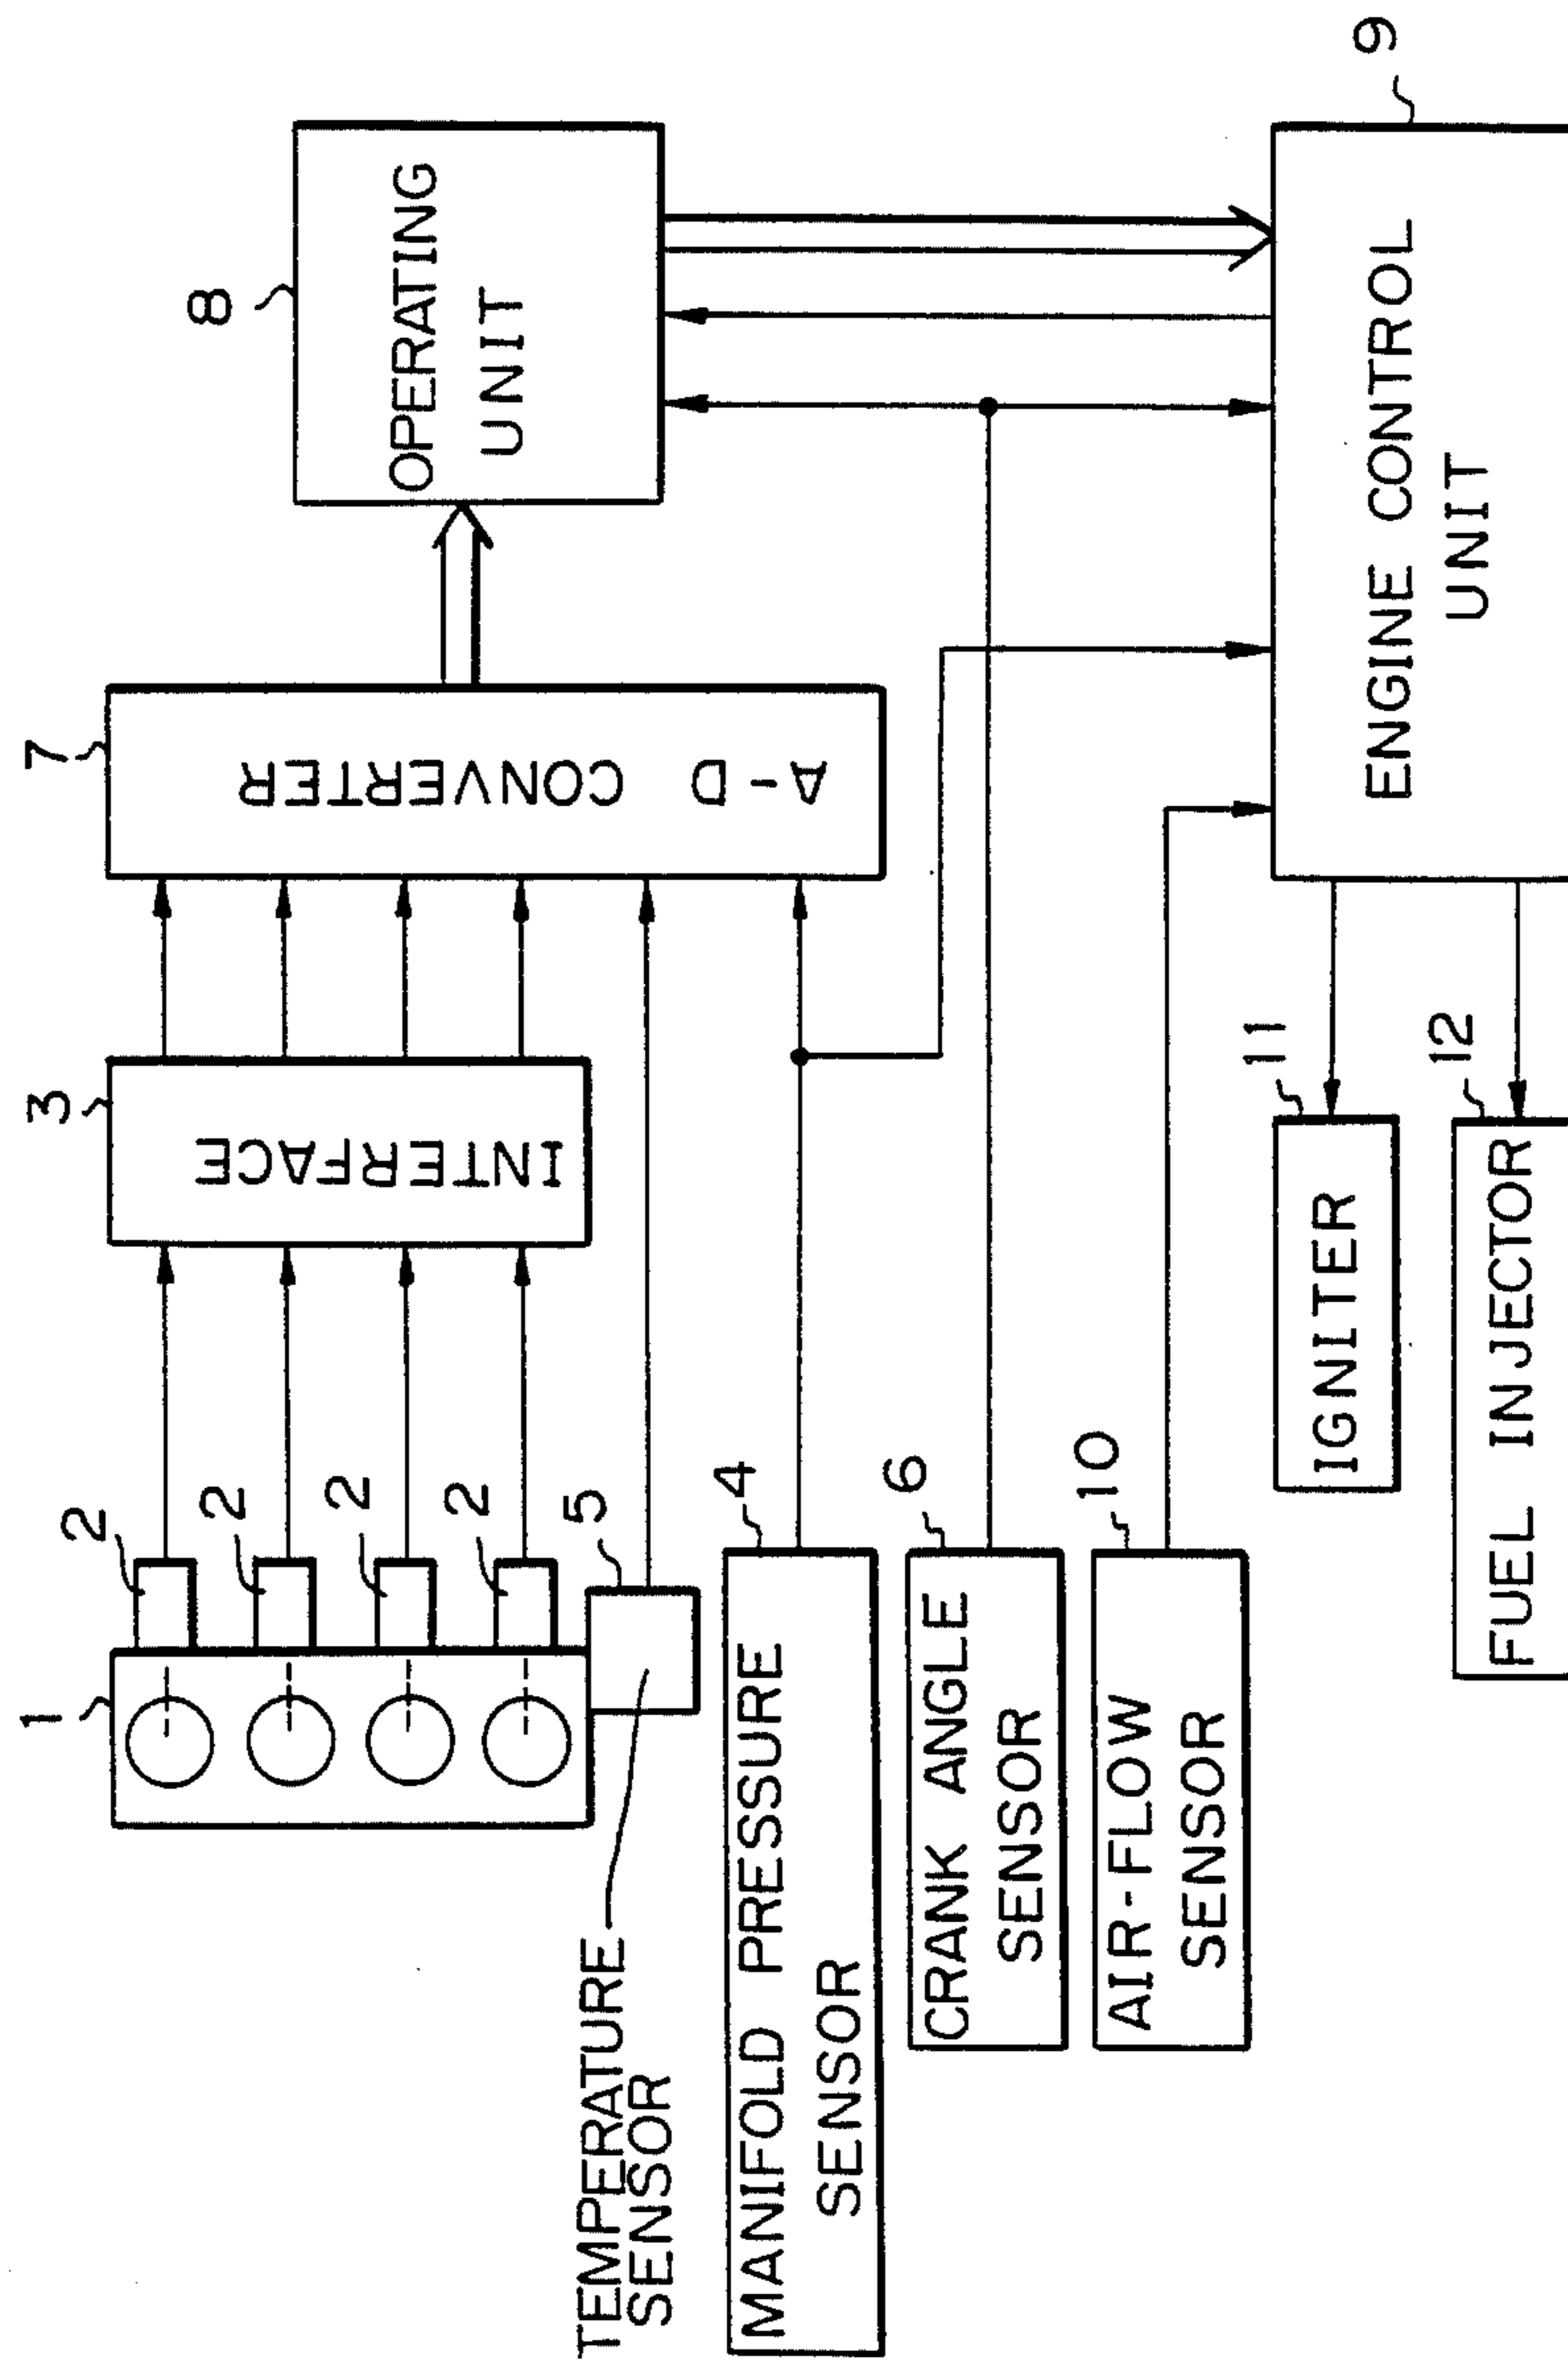 1
2
2
2
2
5
TEMPERATURE
SENSOR
3
INTERFACE
7
A-D CONVERTER
8
OPERATING
UNIT
4
MANIFOLD PRESSURE
SENSOR
6
CRANK ANGLE
SENSOR
10
AIR-FLOW
SENSOR
9
ENGINE CONTROL
UNIT
11
IGNITER
12
FUEL INJECTOR